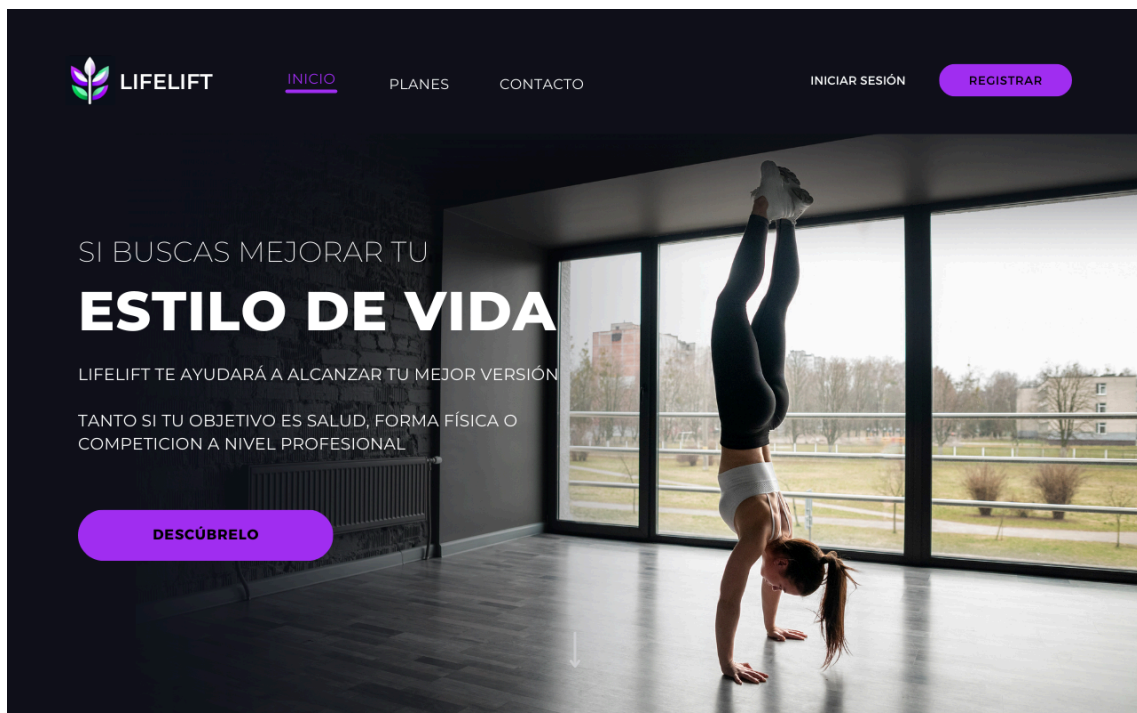 LIFELIFT
INICIO
PLANES
CONTACTO
INICIAR SESIÓN
REGISTRAR
SI BUSCAS MEJORAR TU
ESTILO DE VIDA
LIFELIFT TE AYUDARÁ A ALCANZAR TU MEJOR VERSIÓN
TANTO SI TU OBJETIVO ES SALUD, FORMA FÍSICA O
COMPETICION A NIVEL PROFESIONAL
DESCÚBRELO